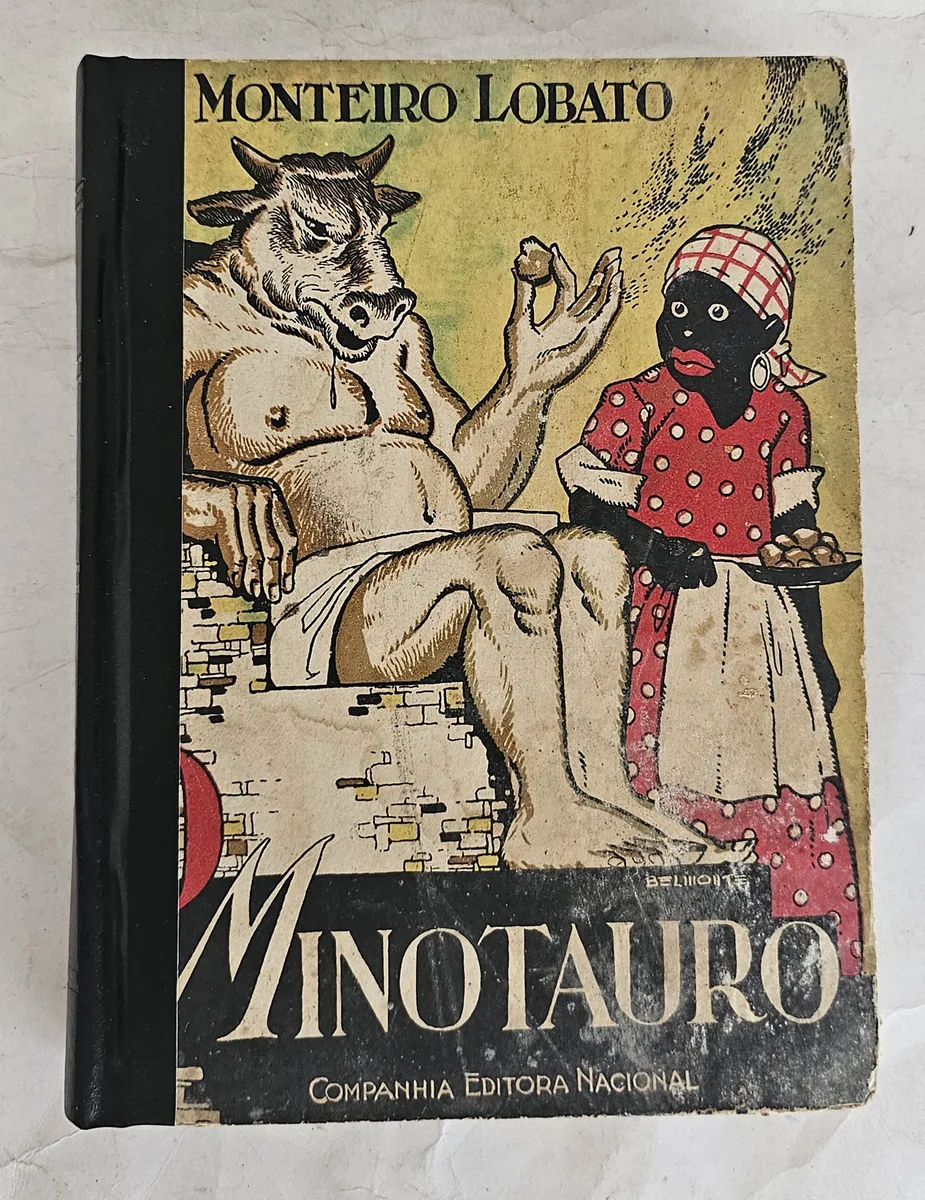 MONTEIRO LOBATO
BELMONTE
MINOTAURO
COMPANHIA EDITORA NACIONAL